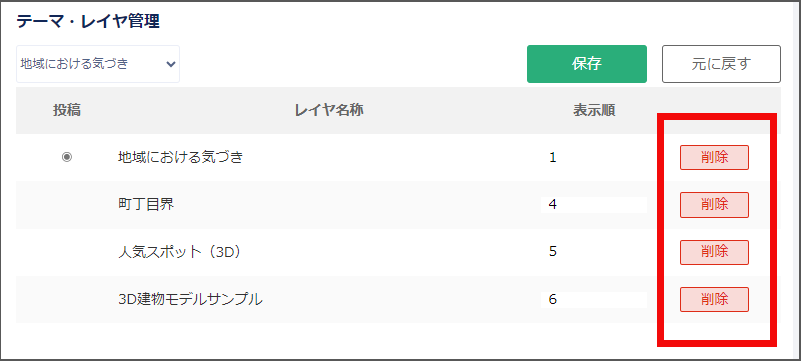 テーマ・レイヤ管理
地域における気づき 保存 元に戻す
投稿 レイヤ名称 表示順
地域における気づき 1 削除
町丁目界 4 削除
人気スポット（3D） 5 削除
3D建物モデルサンプル 6 削除